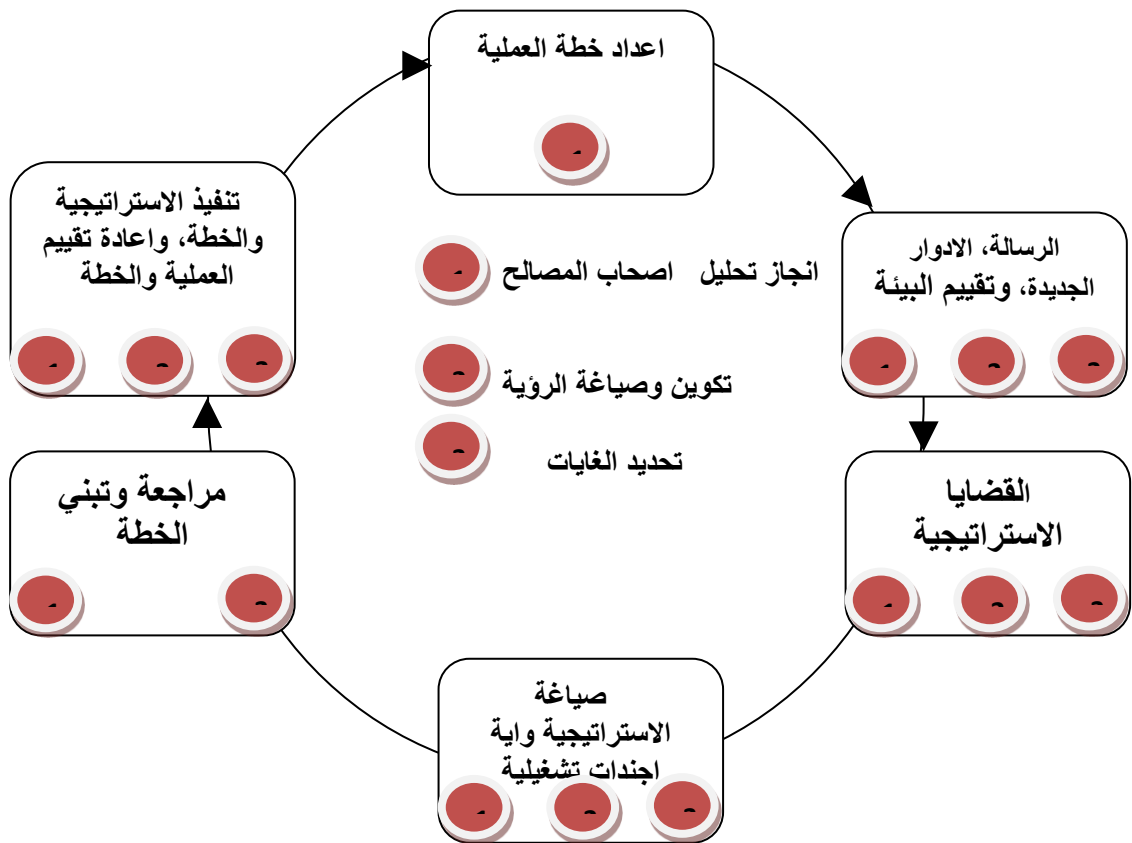 اعداد خطة العملية
الرسالة، الادوار
الجديدة، وتقييم البيئة
القضايا
الاستراتيجية
صياغة
الاستراتيجية واية
اجندات تشغيلية
مراجعة وتبني
الخطة
تنفيذ الاستراتيجية
والخطة، واعادة تقييم
العملية والخطة
انجاز تحليل اصحاب المصالح
تكوين وصياغة الرؤية
تحديد الغايات